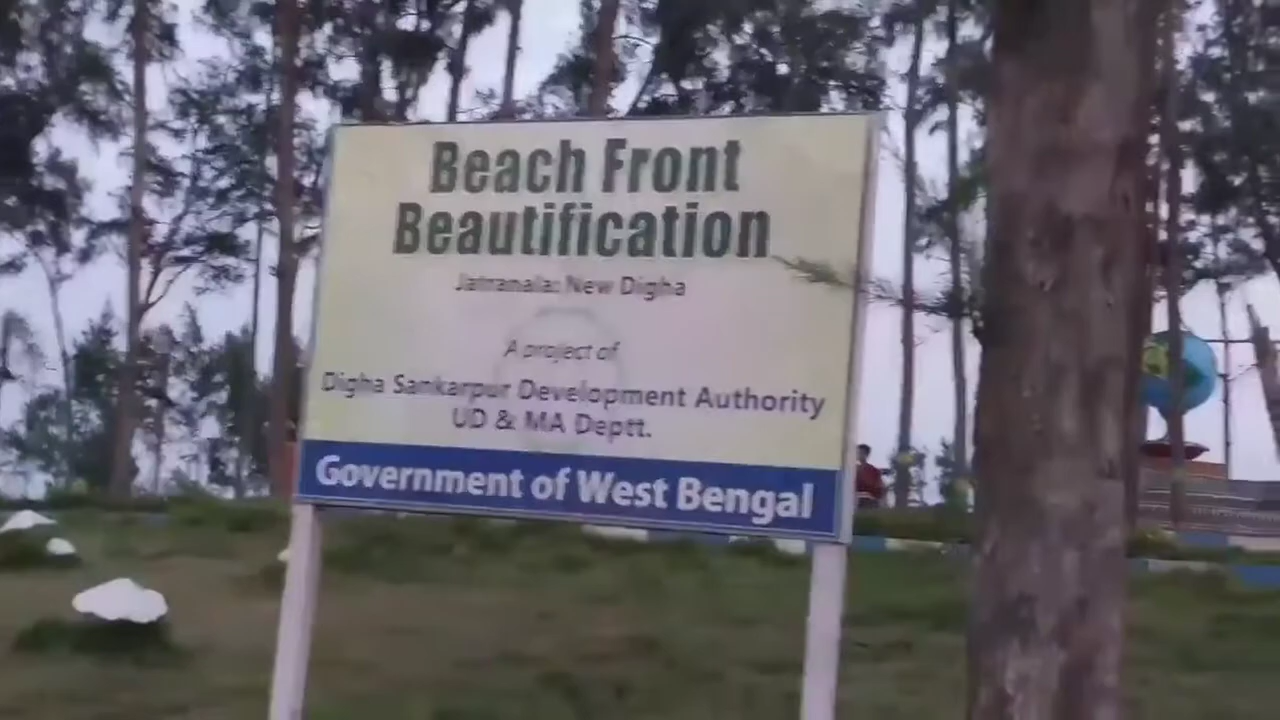 Beach Front
Beautification
Jatranala: New Digha
A project of
Digha Sankarpur Development Authority
UD & MA Deptt.
Government of West Bengal